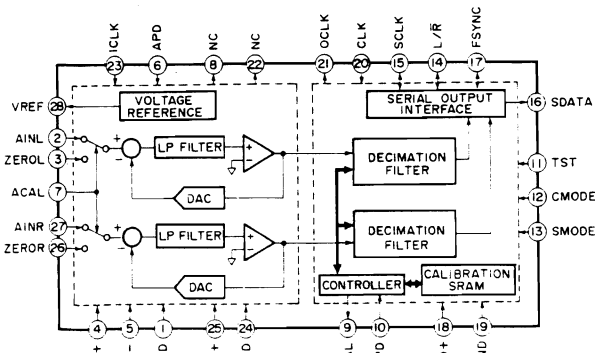 ICLK
APD
NC
NC
OCLK
CLK
SCLK
L/R̅
FSYNC
23
6
8
22
21
20
15
14
17
VREF
28
VOLTAGE
REFERENCE
SERIAL OUTPUT
INTERFACE
16
SDATA
AINL
2
+
−
LP FILTER
+
−
DECIMATION
FILTER
ZEROL
3
11
TST
DAC
ACAL
7
12
CMODE
AINR
27
+
−
LP FILTER
+
−
DECIMATION
FILTER
13
SMODE
ZEROR
26
DAC
CONTROLLER
CALIBRATION
SRAM
4
5
1
25
24
9
10
18
19